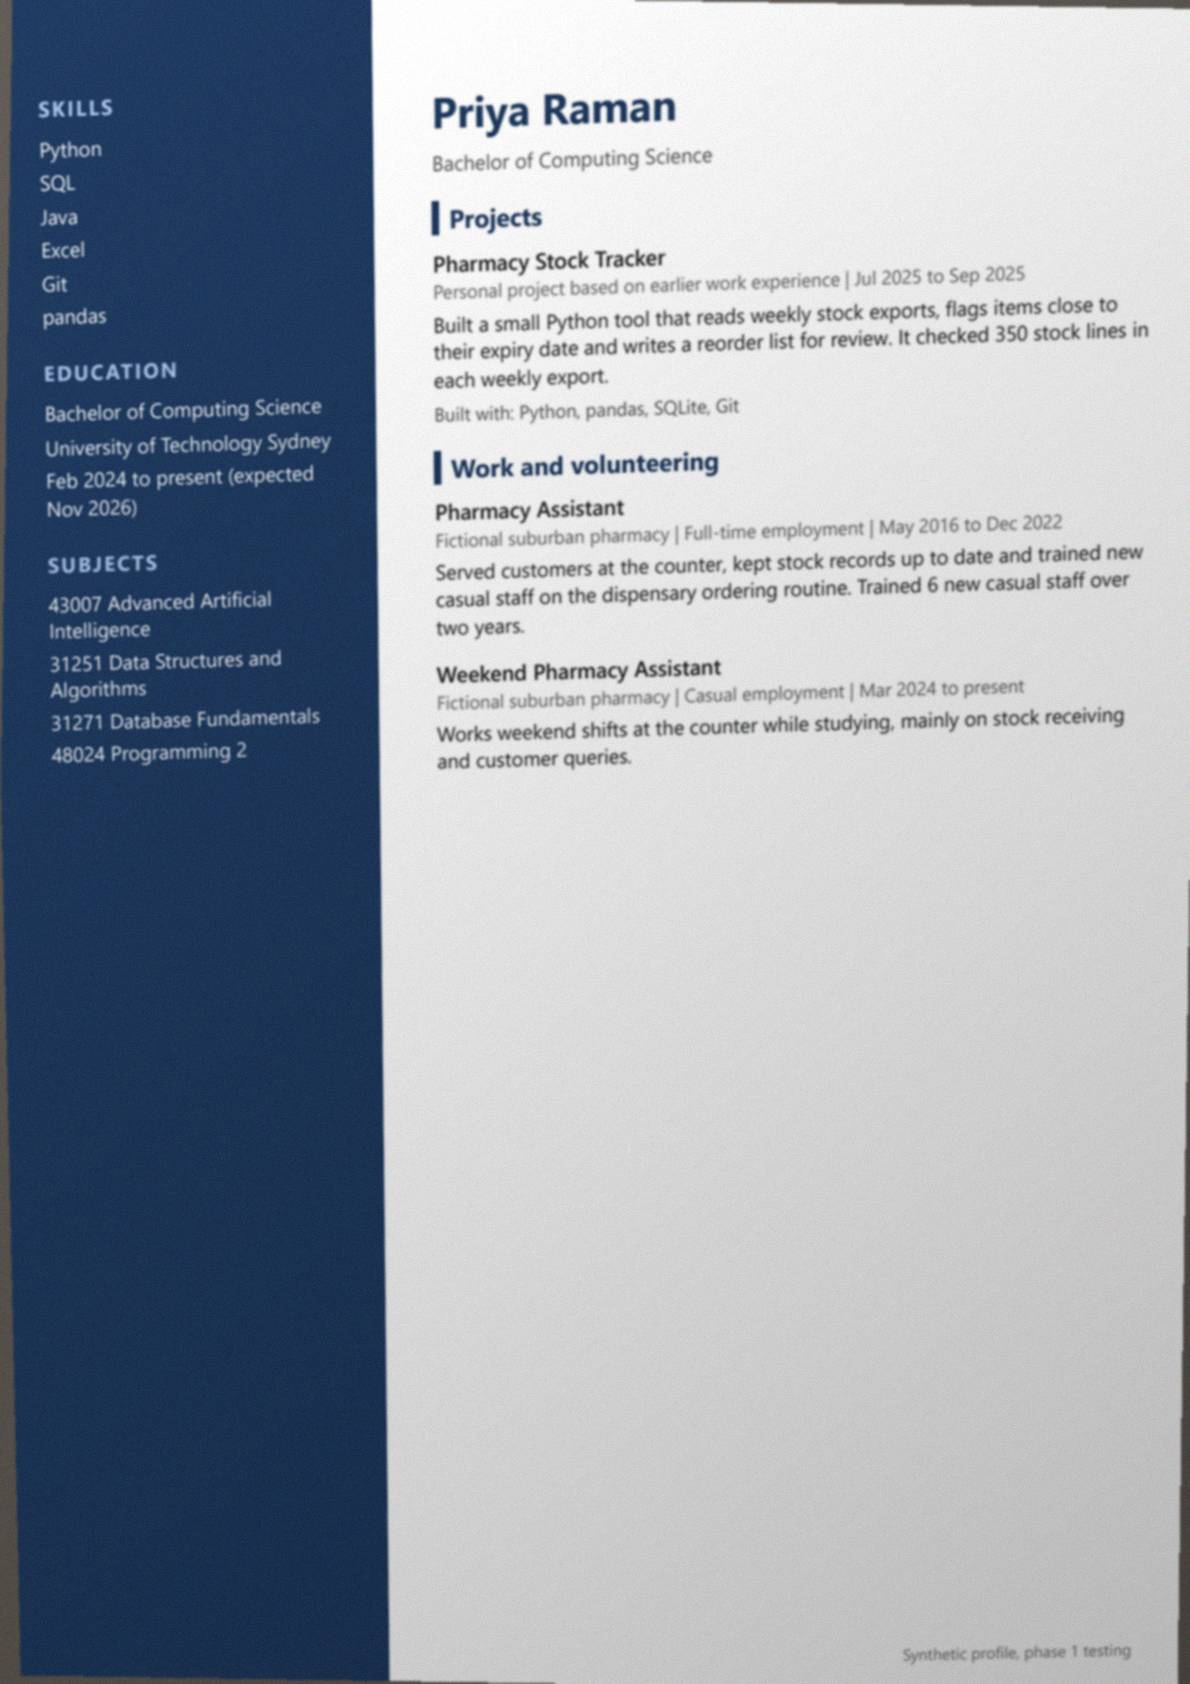 SKILLS
Python
SQL
Java
Excel
Git
pandas
EDUCATION
Bachelor of Computing Science
University of Technology Sydney
Feb 2024 to present (expected
Nov 2026)
SUBJECTS
43007 Advanced Artificial
Intelligence
31251 Data Structures and
Algorithms
31271 Database Fundamentals
48024 Programming 2
Priya Raman
Bachelor of Computing Science
Projects
Pharmacy Stock Tracker
Personal project based on earlier work experience | Jul 2025 to Sep 2025
Built a small Python tool that reads weekly stock exports, flags items close to
their expiry date and writes a reorder list for review. It checked 350 stock lines in
each weekly export.
Built with: Python, pandas, SQLite, Git
Work and volunteering
Pharmacy Assistant
Fictional suburban pharmacy | Full-time employment | May 2016 to Dec 2022
Served customers at the counter, kept stock records up to date and trained new
casual staff on the dispensary ordering routine. Trained 6 new casual staff over
two years.
Weekend Pharmacy Assistant
Fictional suburban pharmacy | Casual employment | Mar 2024 to present
Works weekend shifts at the counter while studying, mainly on stock receiving
and customer queries.
Synthetic profile, phase 1 testing